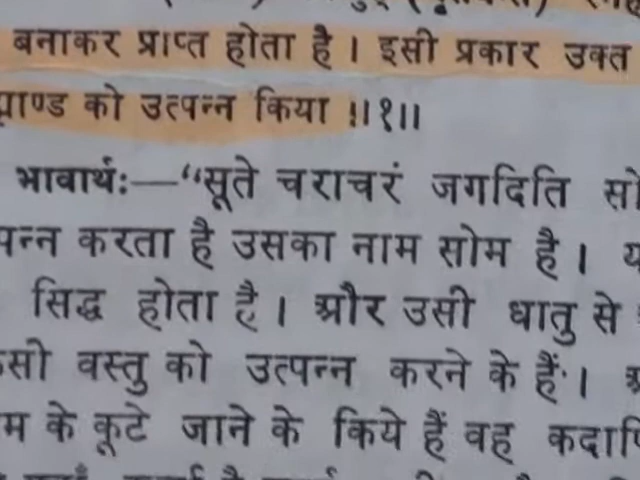 बनाकर प्राप्त होता है । इसी प्रकार उक्त
को उत्पन्न किया ॥१॥
भावार्थः—“सूते चराचरं जगदिति
करता है उसका नाम सोम है ।
सिद्ध होता है । और उसी धातु से
वस्तु को उत्पन्न करने के हैं ।
के कूटे जाने के किये हैं वह